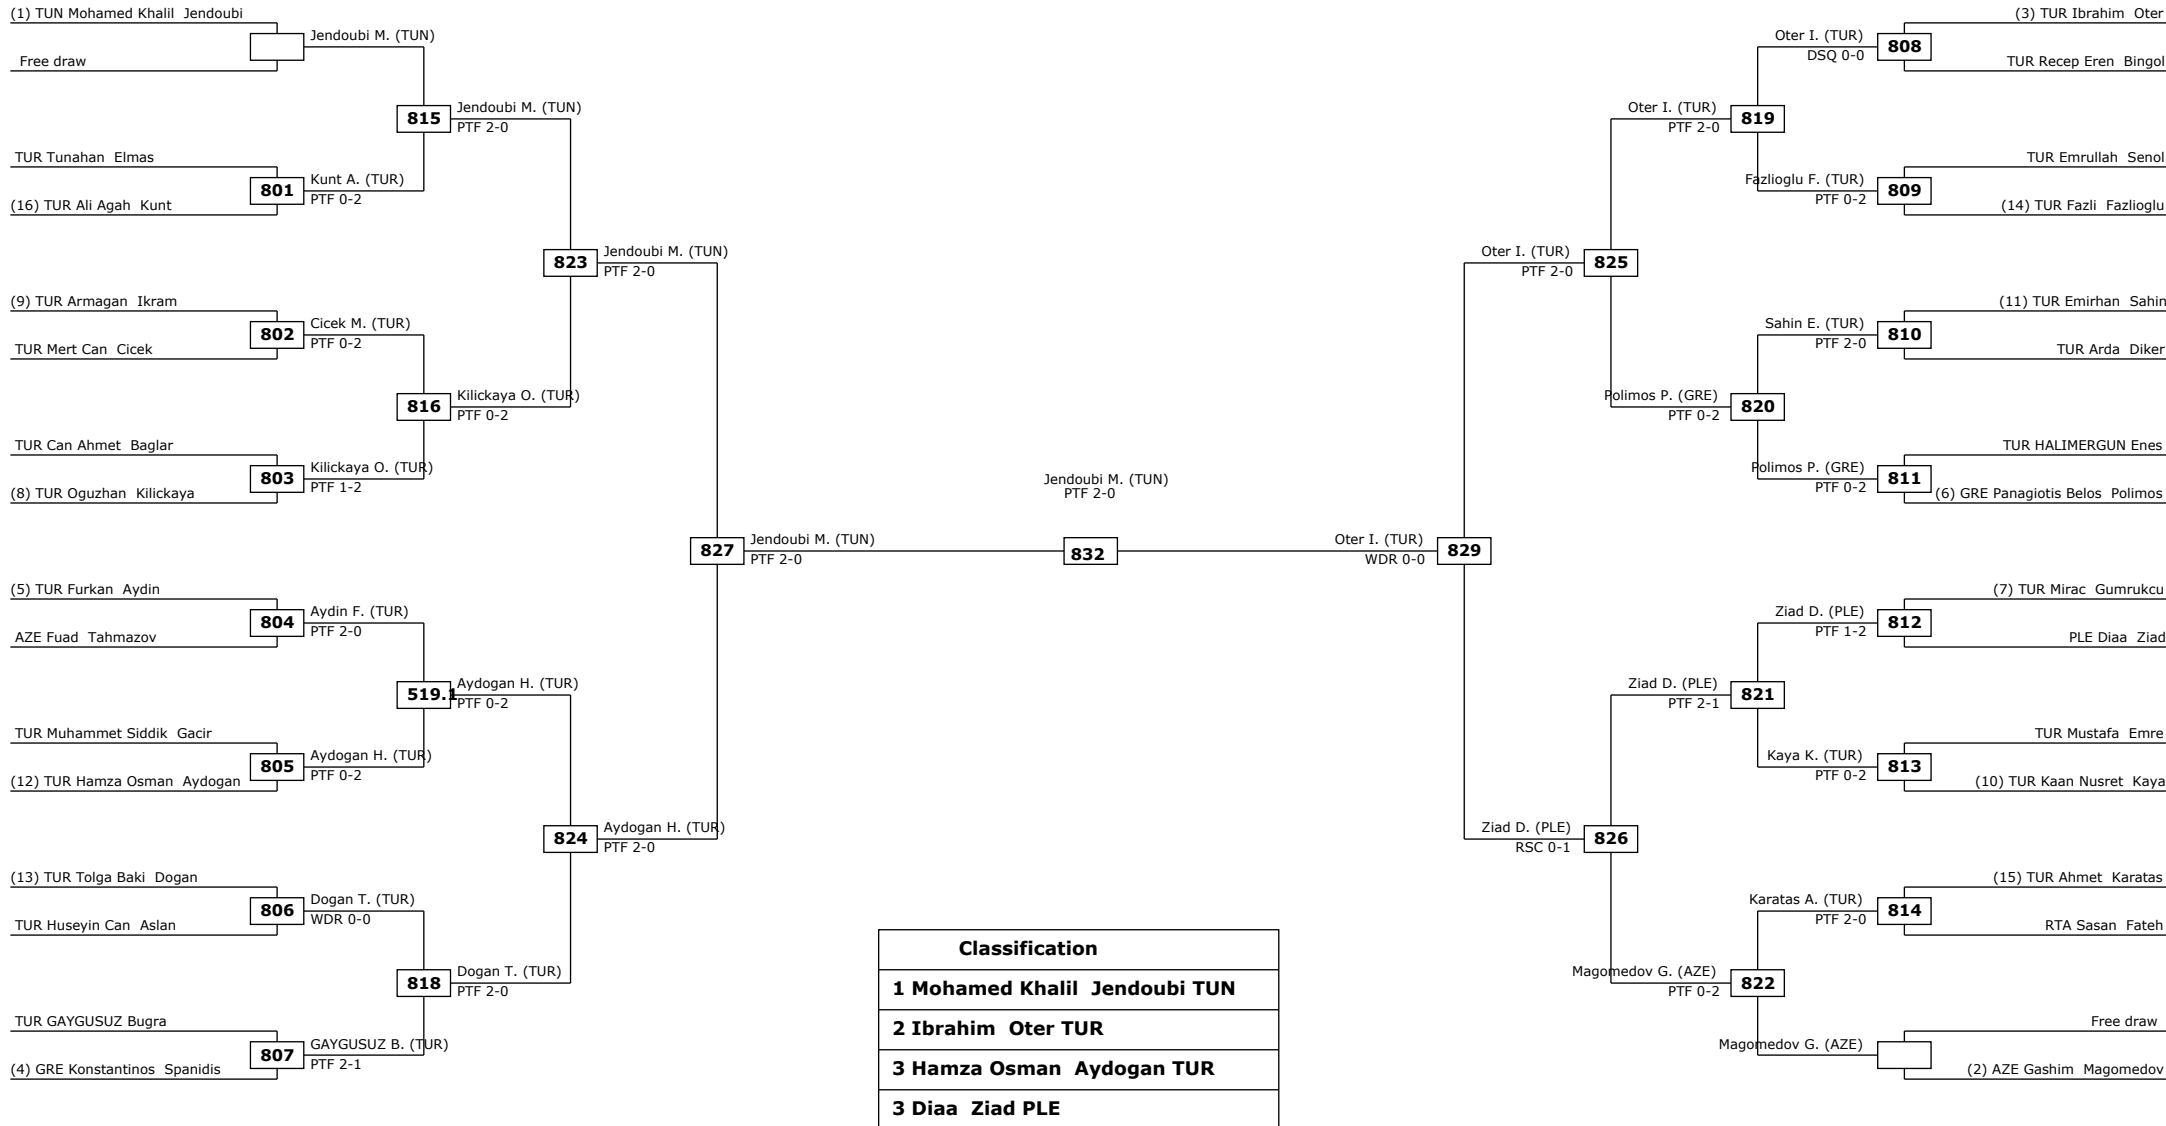 (1) TUN Mohamed Khalil Jendoubi
Jendoubi M. (TUN)
Free draw
815
Jendoubi M. (TUN)
PTF 2-0
TUR Tunahan Elmas
801
Kunt A. (TUR)
PTF 0-2
(16) TUR Ali Agah Kunt
823
Jendoubi M. (TUN)
PTF 2-0
(9) TUR Armagan Ikram
802
Cicek M. (TUR)
PTF 0-2
TUR Mert Can Cicek
816
Kilickaya O. (TUR)
PTF 0-2
TUR Can Ahmet Baglar
803
Kilickaya O. (TUR)
PTF 1-2
(8) TUR Oguzhan Kilickaya
827
Jendoubi M. (TUN)
PTF 2-0
(5) TUR Furkan Aydin
804
Aydin F. (TUR)
PTF 2-0
AZE Fuad Tahmazov
519.1
Aydogan H. (TUR)
PTF 0-2
TUR Muhammet Siddik Gacir
805
Aydogan H. (TUR)
PTF 0-2
(12) TUR Hamza Osman Aydogan
824
Aydogan H. (TUR)
PTF 2-0
(13) TUR Tolga Baki Dogan
806
Dogan T. (TUR)
WDR 0-0
TUR Huseyin Can Aslan
818
Dogan T. (TUR)
PTF 2-0
TUR GAYGUSUZ Bugra
807
GAYGUSUZ B. (TUR)
PTF 2-1
(4) GRE Konstantinos Spanidis
Jendoubi M. (TUN)
PTF 2-0
832
(3) TUR Ibrahim Oter
Oter I. (TUR)
DSQ 0-0
808
TUR Recep Eren Bingol
Oter I. (TUR)
PTF 2-0
819
TUR Emrullah Senol
Fazlioglu F. (TUR)
PTF 0-2
809
(14) TUR Fazli Fazlioglu
Oter I. (TUR)
PTF 2-0
825
(11) TUR Emirhan Sahin
Sahin E. (TUR)
PTF 2-0
810
TUR Arda Diker
Polimos P. (GRE)
PTF 0-2
820
TUR HALIMERGUN Enes
Polimos P. (GRE)
PTF 0-2
811
(6) GRE Panagiotis Belos Polimos
Oter I. (TUR)
WDR 0-0
829
(7) TUR Mirac Gumrukcu
Ziad D. (PLE)
PTF 1-2
812
PLE Diaa Ziad
Ziad D. (PLE)
PTF 2-1
821
TUR Mustafa Emre
Kaya K. (TUR)
PTF 0-2
813
(10) TUR Kaan Nusret Kaya
Ziad D. (PLE)
RSC 0-1
826
(15) TUR Ahmet Karatas
Karatas A. (TUR)
PTF 2-0
814
RTA Sasan Fateh
Magomedov G. (AZE)
PTF 0-2
822
Free draw
Magomedov G. (AZE)
(2) AZE Gashim Magomedov
Classification
1 Mohamed Khalil Jendoubi TUN
2 Ibrahim Oter TUR
3 Hamza Osman Aydogan TUR
3 Diaa Ziad PLE